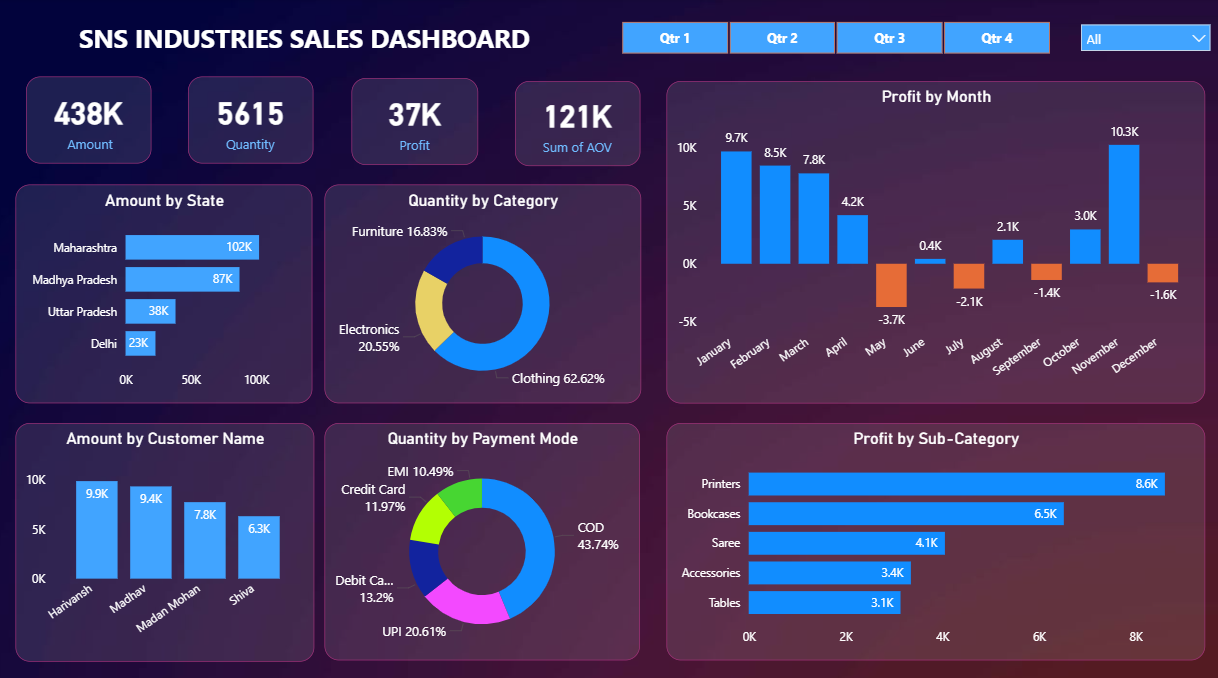 SNS INDUSTRIES SALES DASHBOARD
Qtr 1
Qtr 2
Qtr 3
Qtr 4
All
438K
Amount
5615
Quantity
37K
Profit
121K
Sum of AOV
Profit by Month
10K
5K
0K
-5K
9.7K
8.5K
7.8K
4.2K
-3.7K
0.4K
-2.1K
2.1K
-1.4K
3.0K
10.3K
-1.6K
January
February
March
April
May
June
July
August
September
October
November
December
Amount by State
Maharashtra
102K
Madhya Pradesh
87K
Uttar Pradesh
38K
Delhi
23K
0K
50K
100K
Quantity by Category
Furniture 16.83%
Electronics
20.55%
Clothing 62.62%
Amount by Customer Name
10K
5K
0K
9.9K
9.4K
7.8K
6.3K
Harivansh
Madhav
Madan Mohan
Shiva
Quantity by Payment Mode
EMI 10.49%
Credit Card
11.97%
COD
43.74%
Debit Ca...
13.2%
UPI 20.61%
Profit by Sub-Category
Printers
8.6K
Bookcases
6.5K
Saree
4.1K
Accessories
3.4K
Tables
3.1K
0K
2K
4K
6K
8K